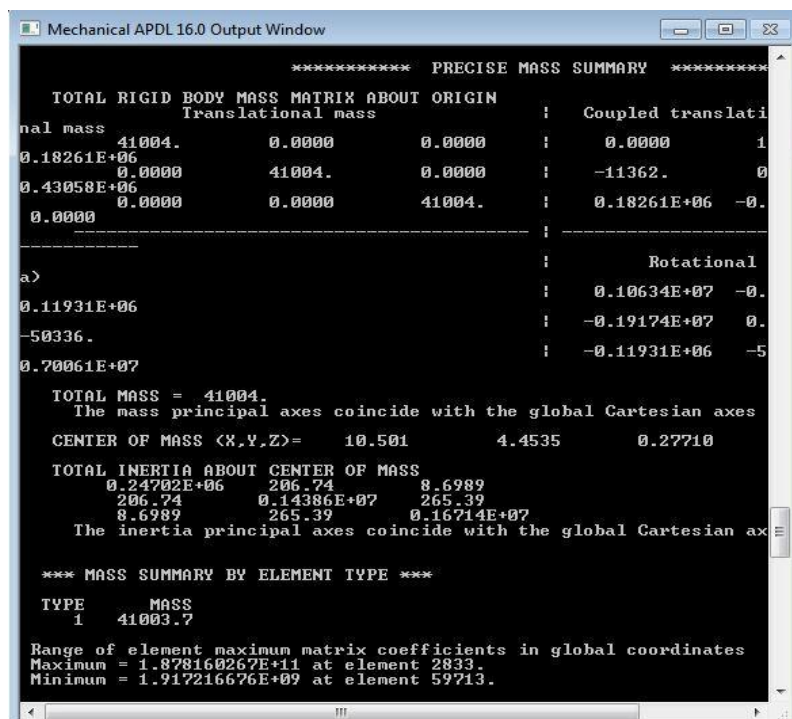 Mechanical APDL 16.0 Output Window
*********** PRECISE MASS SUMMARY *********
TOTAL RIGID BODY MASS MATRIX ABOUT ORIGIN
Translational mass ¦ Coupled translati
nal mass
41004. 0.0000 0.0000 ¦ 0.0000 1
0.18261E+06
0.0000 41004. 0.0000 ¦ -11362. 0
0.43058E+06
0.0000 0.0000 41004. ¦ 0.18261E+06 -0.
0.0000
------------------------------------------ ¦ --------------------
-----------
¦ Rotational
a)
¦ 0.10634E+07 -0.
0.11931E+06
¦ -0.19174E+07 0.
-50336.
¦ -0.11931E+06 -5
0.70061E+07
TOTAL MASS = 41004.
The mass principal axes coincide with the global Cartesian axes
CENTER OF MASS (X,Y,Z)= 10.501 4.4535 0.27710
TOTAL INERTIA ABOUT CENTER OF MASS
0.24702E+06 206.74 8.6989
206.74 0.14386E+07 265.39
8.6989 265.39 0.16714E+07
The inertia principal axes coincide with the global Cartesian ax
*** MASS SUMMARY BY ELEMENT TYPE ***
TYPE MASS
1 41003.7
Range of element maximum matrix coefficients in global coordinates
Maximum = 1.878160267E+11 at element 2833.
Minimum = 1.917216676E+09 at element 59713.